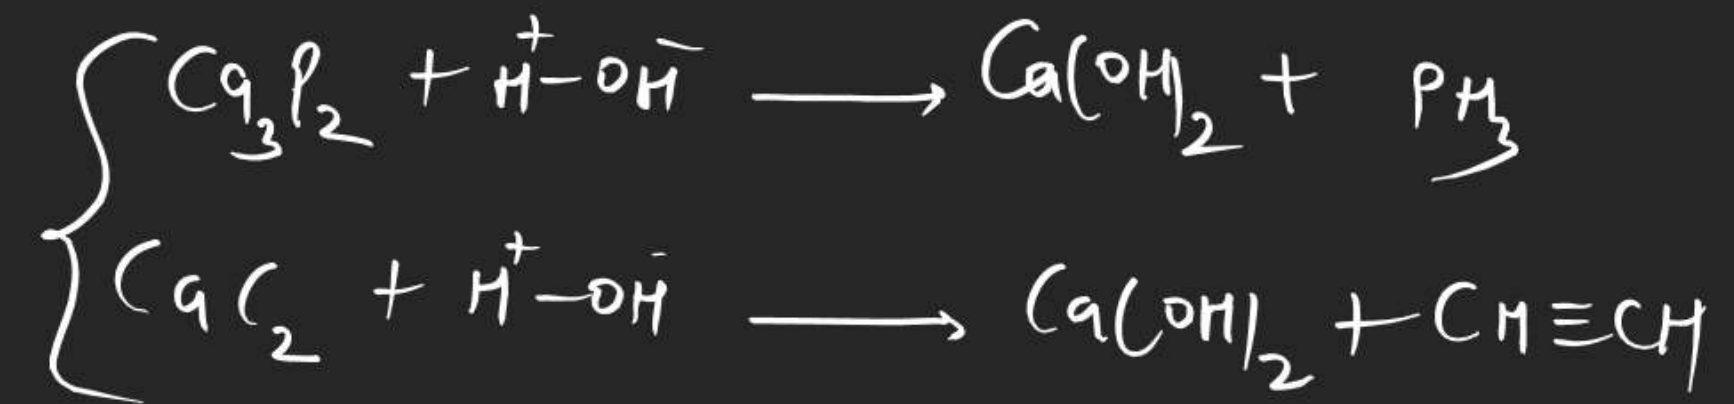 Ca₃P₂ + H⁺–OH⁻ ⟶ Ca(OH)₂ + PH₃
CaC₂ + H⁺–OH⁻ ⟶ Ca(OH)₂ + CH≡CH